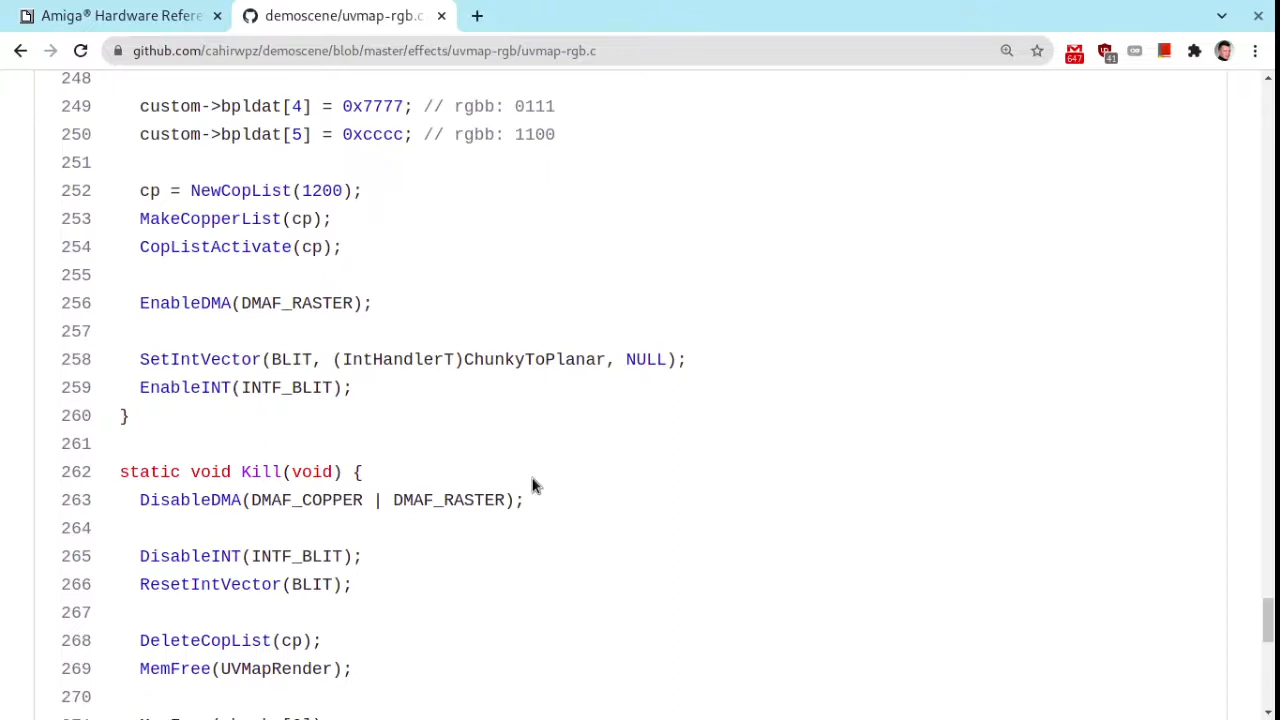 Amiga® Hardware Refere
demoscene/uvmap-rgb.c
github.com/cahirwpz/demoscene/blob/master/effects/uvmap-rgb/uvmap-rgb.c
647
41
248
249 custom->bpldat[4] = 0x7777; // rgbb: 0111
250 custom->bpldat[5] = 0xcccc; // rgbb: 1100
251
252 cp = NewCopList(1200);
253 MakeCopperList(cp);
254 CopListActivate(cp);
255
256 EnableDMA(DMAF_RASTER);
257
258 SetIntVector(BLIT, (IntHandlerT)ChunkyToPlanar, NULL);
259 EnableINT(INTF_BLIT);
260 }
261
262 static void Kill(void) {
263 DisableDMA(DMAF_COPPER | DMAF_RASTER);
264
265 DisableINT(INTF_BLIT);
266 ResetIntVector(BLIT);
267
268 DeleteCopList(cp);
269 MemFree(UVMapRender);
270